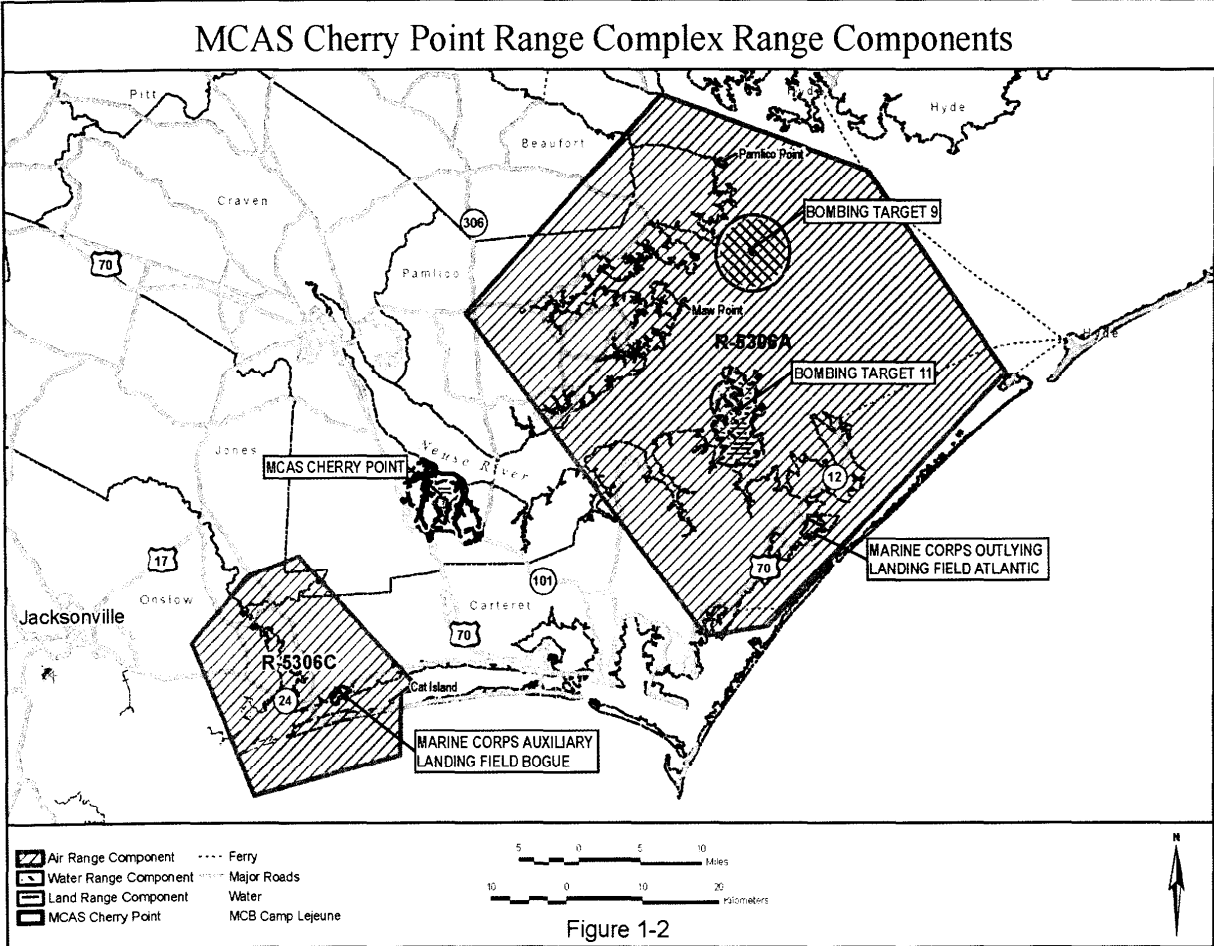 MCAS Cherry Point Range Complex Range Components
Pitt
Hyde
Hyde
Beaufort
Pamlico Point
Craven
BOMBING TARGET 9
306
70
Pamlico
Maw Point
R-5306A
Hyde
BOMBING TARGET 11
Jones
Neuse River
MCAS CHERRY POINT
12
17
MARINE CORPS OUTLYING
LANDING FIELD ATLANTIC
70
101
Onslow
Carteret
Jacksonville
70
R-5306C
Cat Island
24
MARINE CORPS AUXILIARY
LANDING FIELD BOGUE
Air Range Component
Water Range Component
Land Range Component
MCAS Cherry Point
Ferry
Major Roads
Water
MCB Camp Lejeune
5 0 5 10
Miles
10 0 10 20
Kilometers
N
Figure 1-2